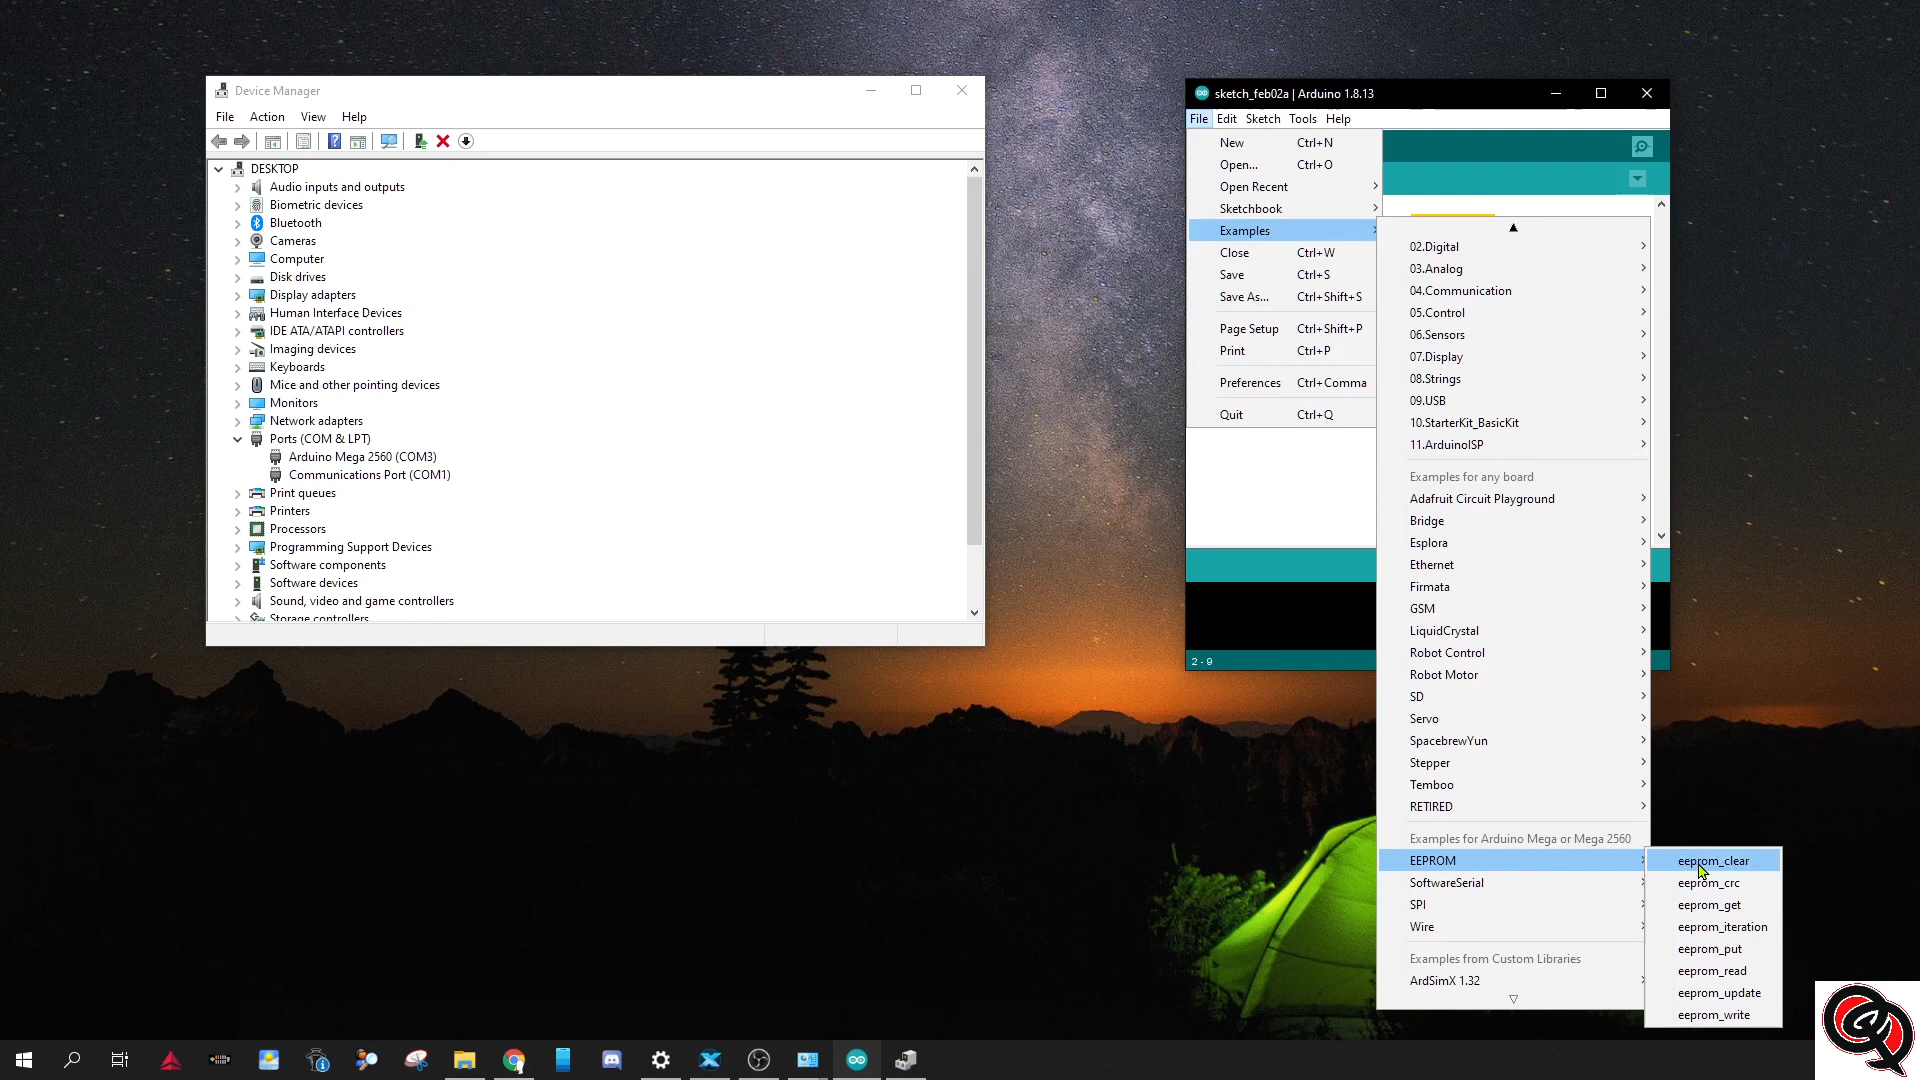 Device Manager
File Action View Help
DESKTOP
Audio inputs and outputs
Biometric devices
Bluetooth
Cameras
Computer
Disk drives
Display adapters
Human Interface Devices
IDE ATA/ATAPI controllers
Imaging devices
Keyboards
Mice and other pointing devices
Monitors
Network adapters
Ports (COM & LPT)
Arduino Mega 2560 (COM3)
Communications Port (COM1)
Print queues
Printers
Processors
Programming Support Devices
Software components
Software devices
Sound, video and game controllers
Storage controllers
sketch_feb02a | Arduino 1.8.13
File Edit Sketch Tools Help
New Ctrl+N
Open... Ctrl+O
Open Recent
Sketchbook
Examples
Close Ctrl+W
Save Ctrl+S
Save As... Ctrl+Shift+S
Page Setup Ctrl+Shift+P
Print Ctrl+P
Preferences Ctrl+Comma
Quit Ctrl+Q
2 - 9
02.Digital
03.Analog
04.Communication
05.Control
06.Sensors
07.Display
08.Strings
09.USB
10.StarterKit_BasicKit
11.ArduinoISP
Examples for any board
Adafruit Circuit Playground
Bridge
Esplora
Ethernet
Firmata
GSM
LiquidCrystal
Robot Control
Robot Motor
SD
Servo
SpacebrewYun
Stepper
Temboo
RETIRED
Examples for Arduino Mega or Mega 2560
EEPROM
SoftwareSerial
SPI
Wire
Examples from Custom Libraries
ArdSimX 1.32
eeprom_clear
eeprom_crc
eeprom_get
eeprom_iteration
eeprom_put
eeprom_read
eeprom_update
eeprom_write